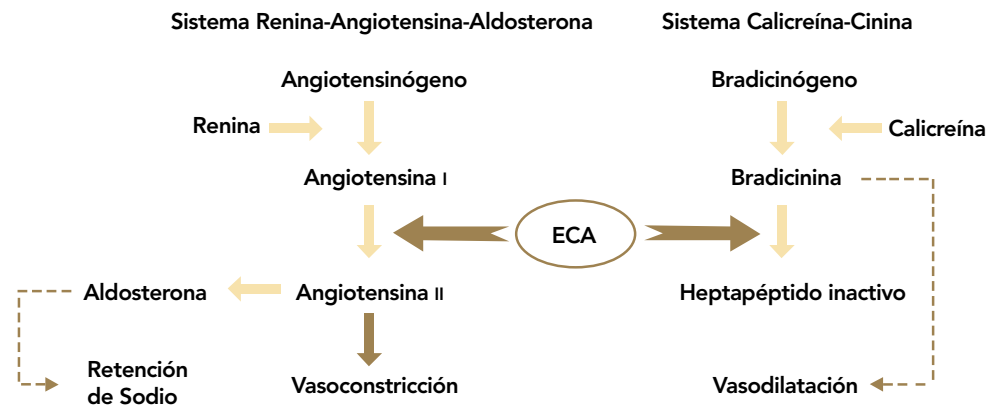 Sistema Renina-Angiotensina-Aldosterona
Sistema Calicreína-Cinina
Angiotensinógeno
Bradicinógeno
Renina
Calicreína
Angiotensina I
Bradicinina
ECA
Aldosterona
Angiotensina II
Heptapéptido inactivo
Retención
de Sodio
Vasoconstricción
Vasodilatación